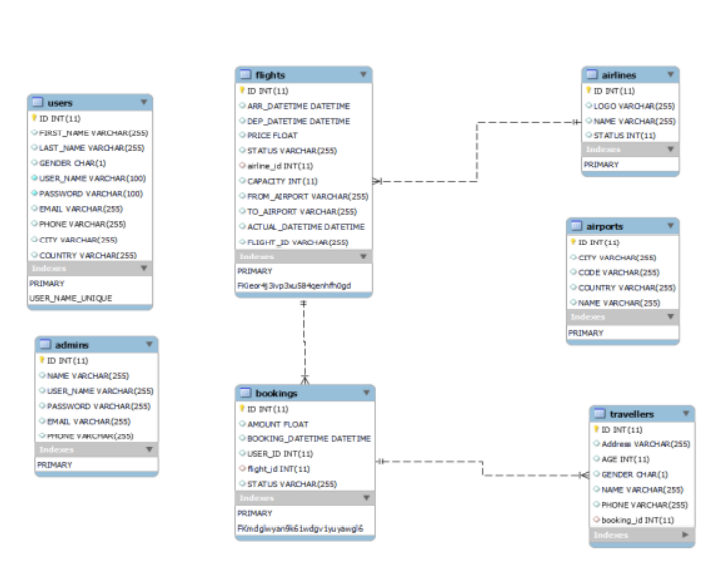 users
ID INT(11)
FIRST_NAME VARCHAR(255)
LAST_NAME VARCHAR(255)
GENDER CHAR(1)
USER_NAME VARCHAR(100)
PASSWORD VARCHAR(100)
EMAIL VARCHAR(255)
PHONE VARCHAR(255)
CITY VARCHAR(255)
COUNTRY VARCHAR(255)
Indexes
PRIMARY
USER_NAME_UNIQUE
admins
ID INT(11)
NAME VARCHAR(255)
USER_NAME VARCHAR(255)
PASSWORD VARCHAR(255)
EMAIL VARCHAR(255)
PHONE VARCHAR(255)
Indexes
PRIMARY
flights
ID INT(11)
ARR_DATETIME DATETIME
DEP_DATETIME DATETIME
PRICE FLOAT
STATUS VARCHAR(255)
airline_id INT(11)
CAPACITY INT(11)
FROM_AIRPORT VARCHAR(255)
TO_AIRPORT VARCHAR(255)
ACTUAL_DATETIME DATETIME
FLIGHT_ID VARCHAR(255)
Indexes
PRIMARY
bookings
ID INT(11)
AMOUNT FLOAT
BOOKING_DATETIME DATETIME
USER_ID INT(11)
flight_id INT(11)
STATUS VARCHAR(255)
Indexes
PRIMARY
airlines
ID INT(11)
LOGO VARCHAR(255)
NAME VARCHAR(255)
STATUS INT(11)
Indexes
PRIMARY
airports
ID INT(11)
CITY VARCHAR(255)
CODE VARCHAR(255)
COUNTRY VARCHAR(255)
NAME VARCHAR(255)
Indexes
PRIMARY
travellers
ID INT(11)
Address VARCHAR(255)
AGE INT(11)
GENDER CHAR(1)
NAME VARCHAR(255)
PHONE VARCHAR(255)
booking_id INT(11)
Indexes